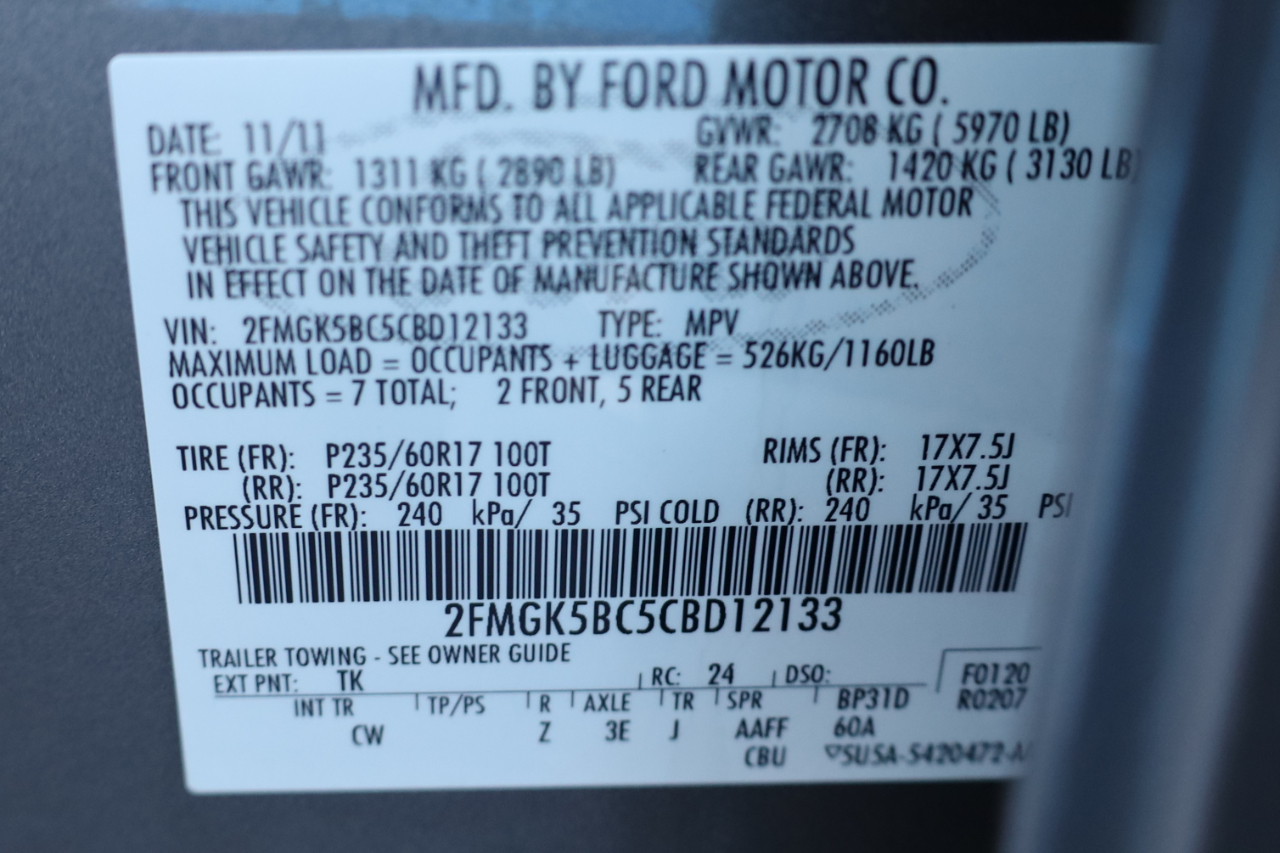 MFD. BY FORD MOTOR CO.
DATE: 11/11 GVWR: 2708 KG ( 5970 LB)
FRONT GAWR: 1311 KG ( 2890 LB) REAR GAWR: 1420 KG ( 3130 LB)
THIS VEHICLE CONFORMS TO ALL APPLICABLE FEDERAL MOTOR
VEHICLE SAFETY AND THEFT PREVENTION STANDARDS
IN EFFECT ON THE DATE OF MANUFACTURE SHOWN ABOVE.
VIN: 2FMGK5BC5CBD12133 TYPE: MPV
MAXIMUM LOAD = OCCUPANTS + LUGGAGE = 526KG/1160LB
OCCUPANTS = 7 TOTAL; 2 FRONT, 5 REAR
TIRE (FR): P235/60R17 100T RIMS (FR): 17X7.5J
(RR): P235/60R17 100T (RR): 17X7.5J
PRESSURE (FR): 240 kPa/ 35 PSI COLD (RR): 240 kPa/ 35 PSI
2FMGK5BC5CBD12133
TRAILER TOWING - SEE OWNER GUIDE
EXT PNT: TK RC: 24 DSO: F0120
INT TR TP/PS R AXLE TR SPR BP31D R0207
CW Z 3E J AAFF 60A
CBU